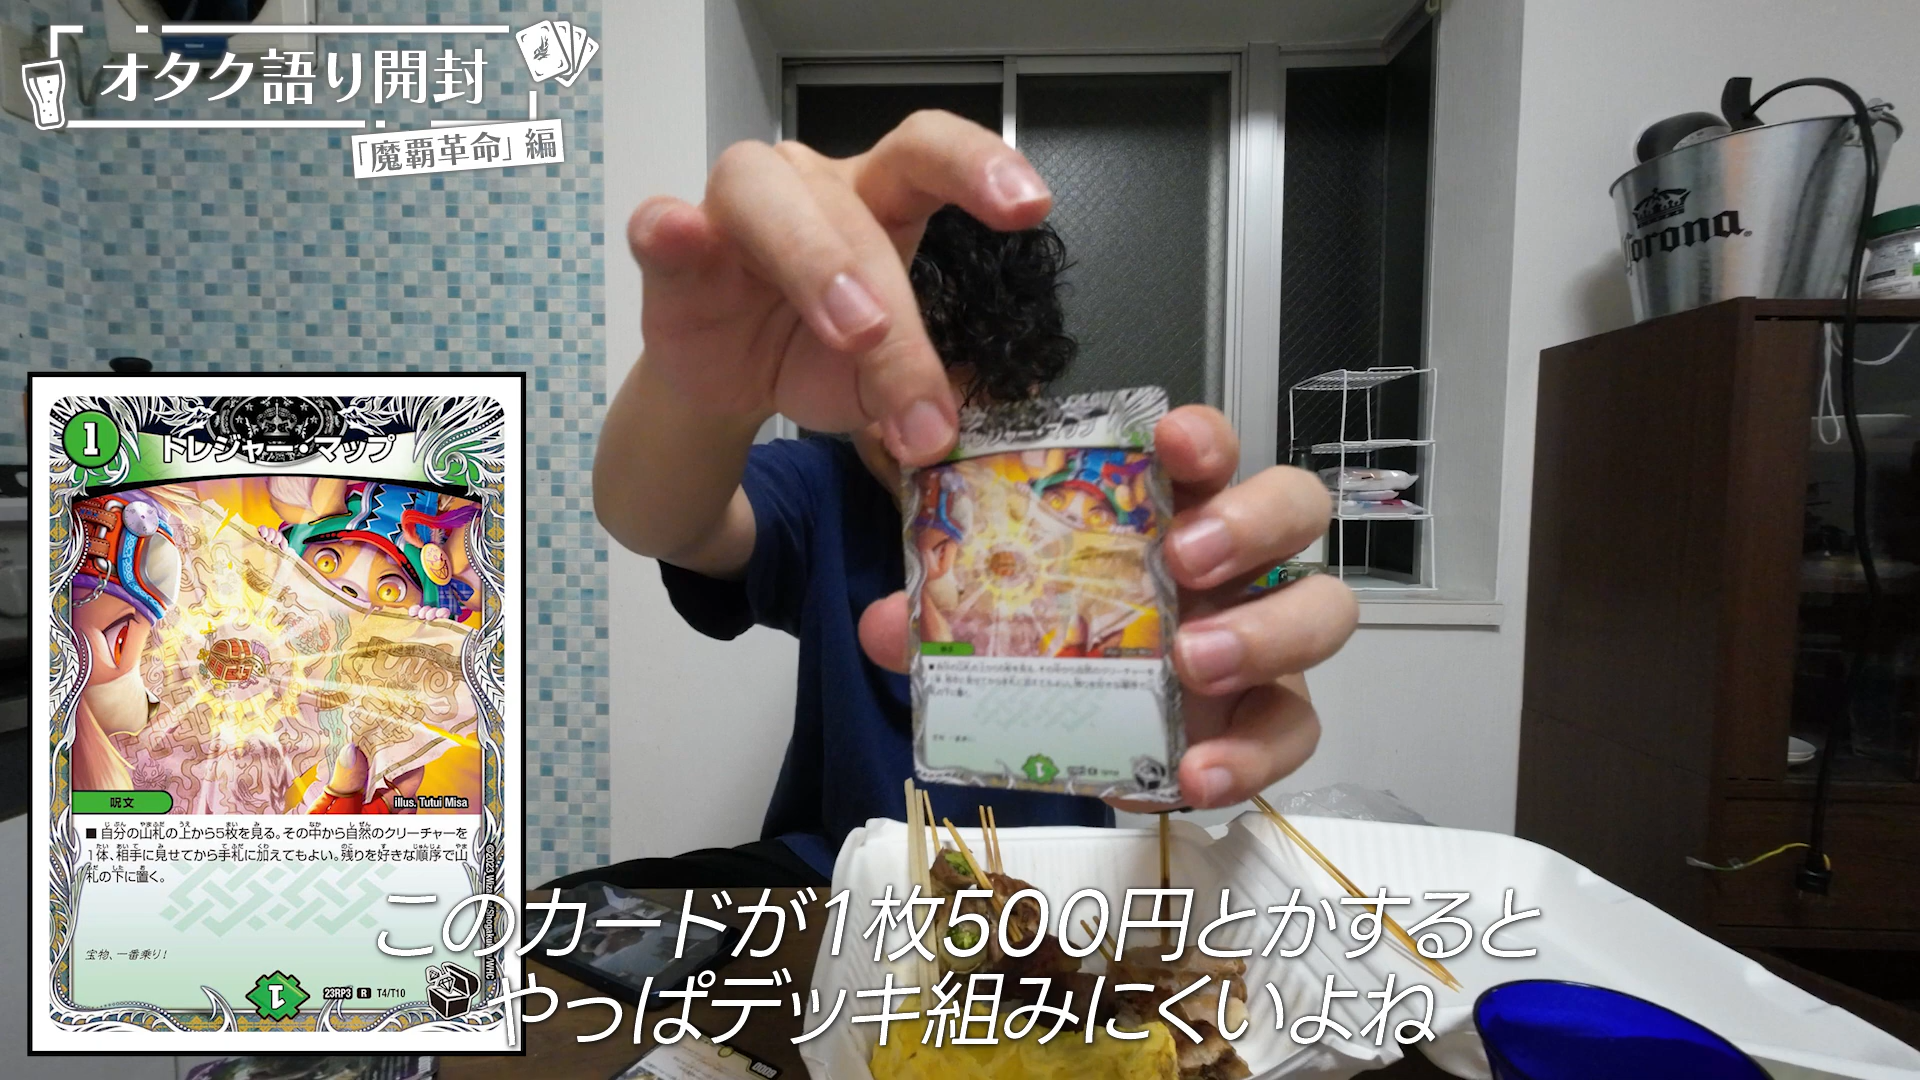 オタク語り開封
「魔覇革命」編
Corona
1
トレジャー・マップ
呪文
illus. Tutui Misa
■自分の山札の上から5枚を見る。その中から自然のクリーチャーを
1体、相手に見せてから手札に加えてもよい。残りを好きな順序で山
札の下に置く。
宝物、一番乗り!
1
23RP3 R T4/T10
このカードが1枚500円とかすると
やっぱデッキ組みにくいよね